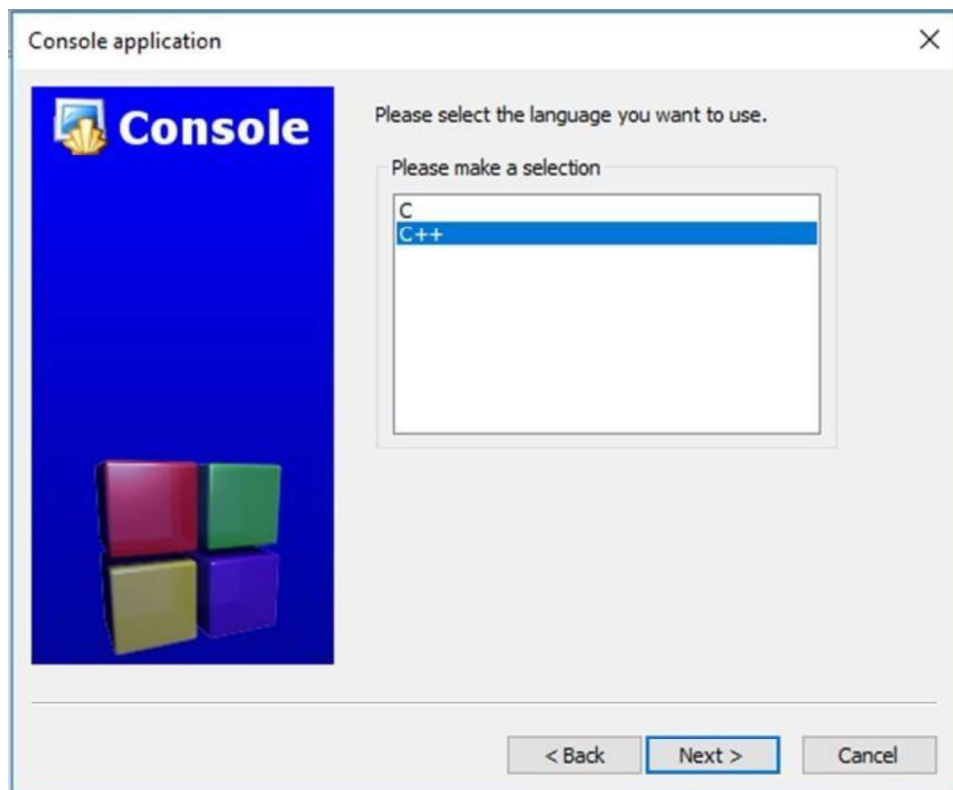 Console application
Console
Please select the language you want to use.
Please make a selection
C
C++
< Back Next > Cancel